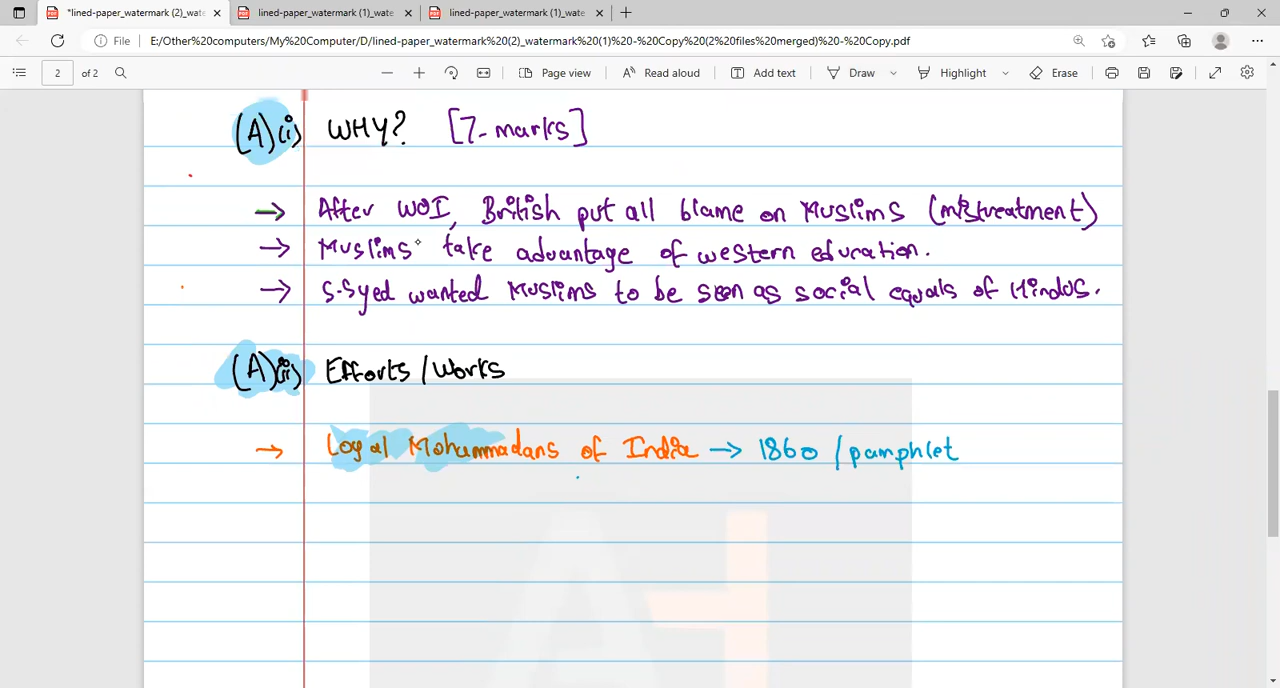 *lined-paper_watermark (2)_wate
lined-paper_watermark (1)_wate
lined-paper_watermark (1)_wate
File
E:/Other%20computers/My%20Computer/D/lined-paper_watermark%20(2)_watermark%20(1)%20-%20Copy%20(2%20files%20merged)%20-%20Copy.pdf
2 of 2
Page view
Read aloud
Add text
Draw
Highlight
Erase
(A)(i) WHY? [7-marks]
→ After WOI, British put all blame on Muslims (mistreatment)
→ Muslims take advantage of western education.
→ S.Syed wanted Muslims to be seen as social equals of Hindus.
(A)(ii) Efforts/Works
→ Loyal Mohammadans of India → 1860 / pamphlet